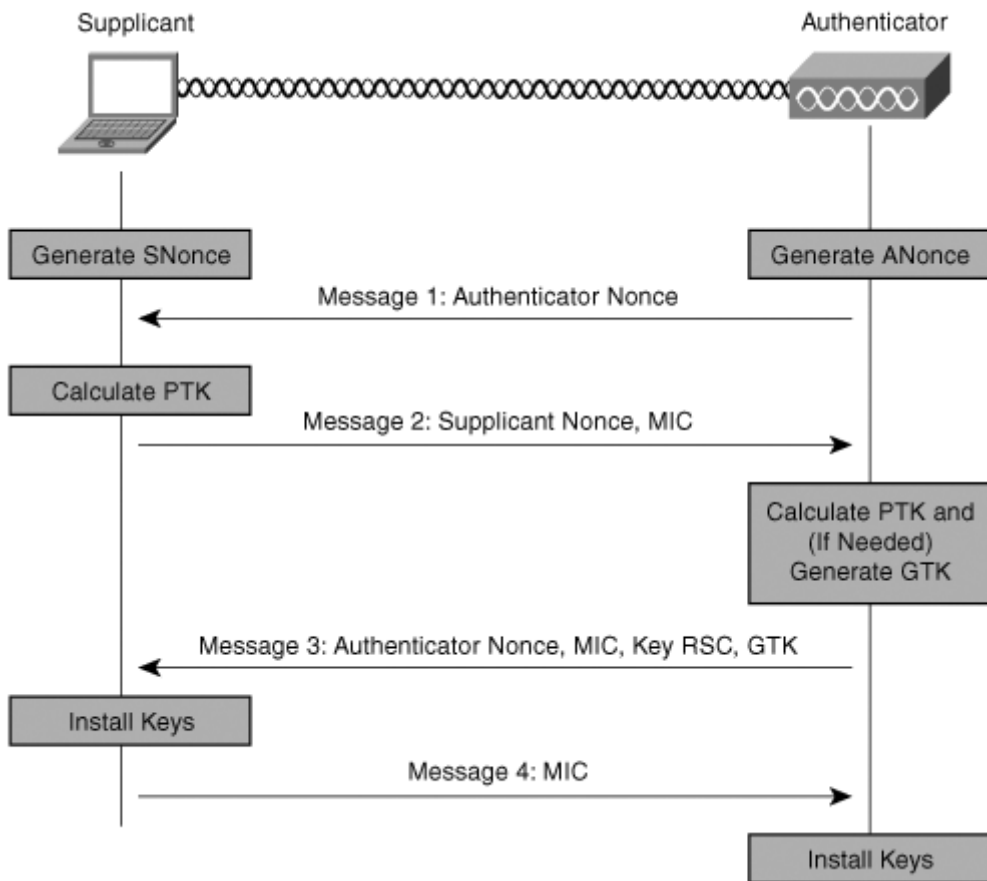 Supplicant
Authenticator
Generate SNonce
Generate ANonce
Message 1: Authenticator Nonce
Calculate PTK
Message 2: Supplicant Nonce, MIC
Calculate PTK and
(If Needed)
Generate GTK
Message 3: Authenticator Nonce, MIC, Key RSC, GTK
Install Keys
Message 4: MIC
Install Keys